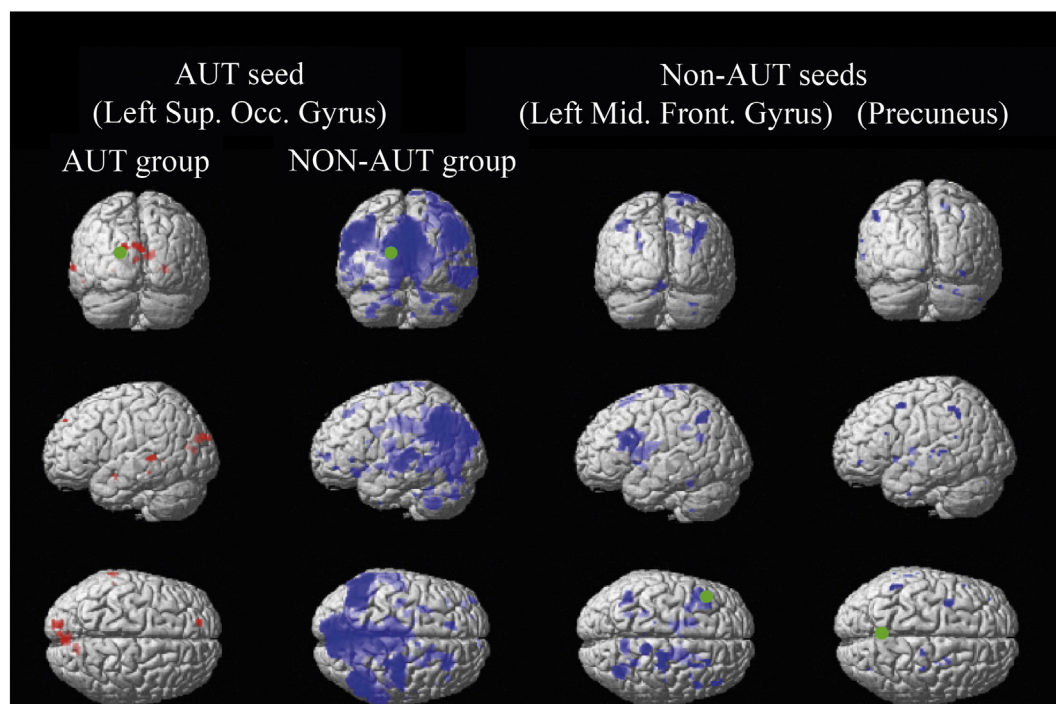 AUT seed
(Left Sup. Occ. Gyrus)
Non-AUT seeds
(Left Mid. Front. Gyrus) (Precuneus)
AUT group
NON-AUT group